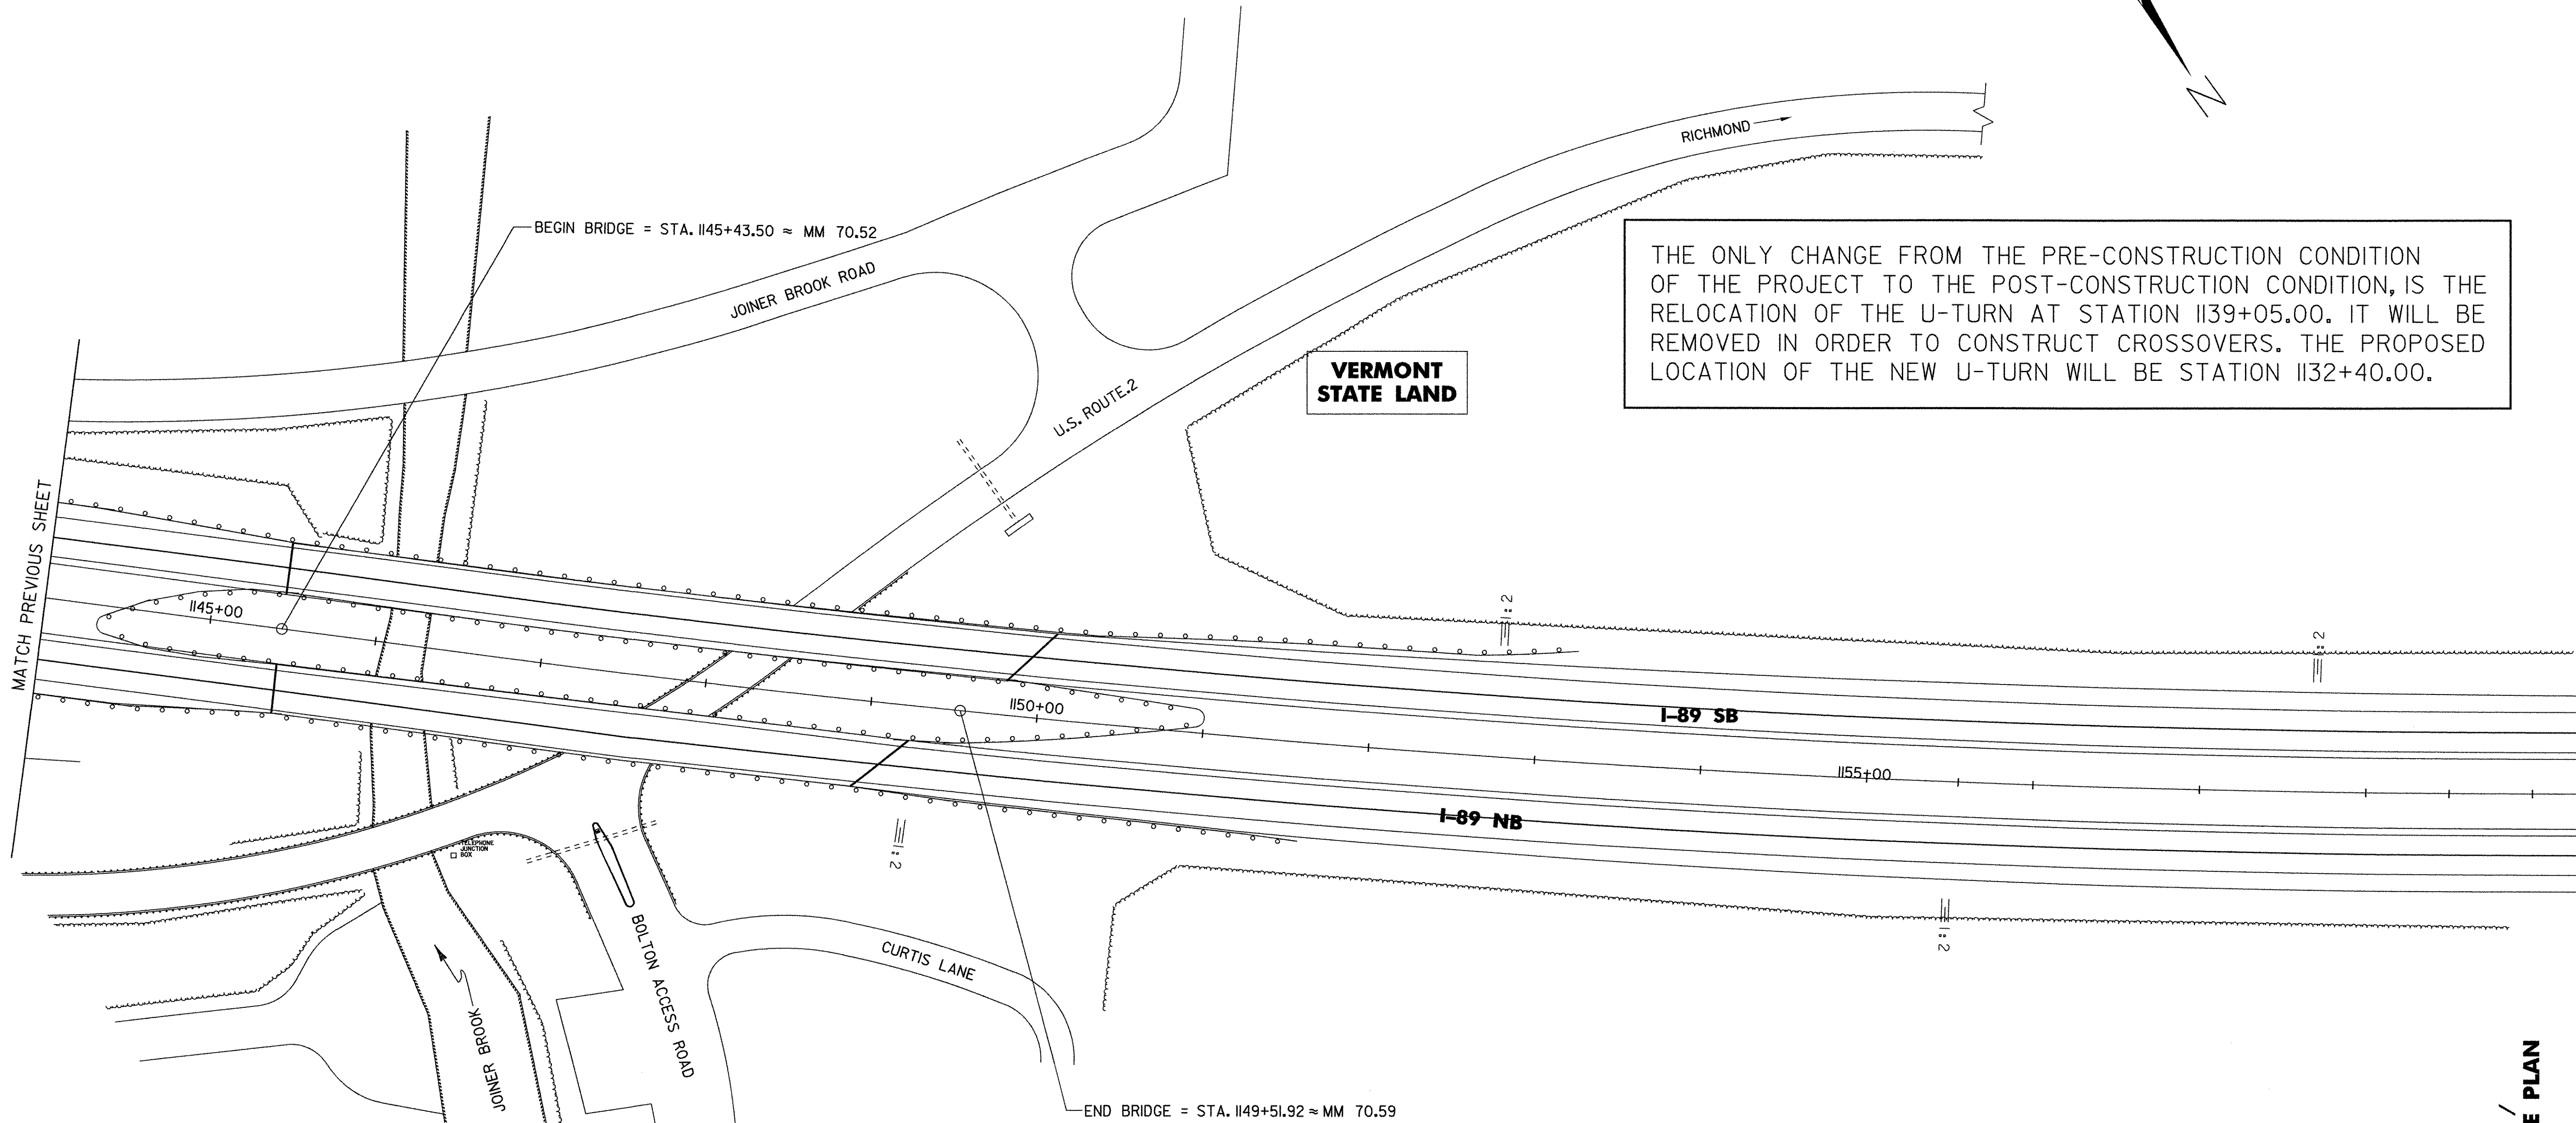 N
RICHMOND
BEGIN BRIDGE = STA. 1145+43.50 ≈ MM 70.52
THE ONLY CHANGE FROM THE PRE-CONSTRUCTION CONDITION
OF THE PROJECT TO THE POST-CONSTRUCTION CONDITION, IS THE
RELOCATION OF THE U-TURN AT STATION 1139+05.00. IT WILL BE
REMOVED IN ORDER TO CONSTRUCT CROSSOVERS. THE PROPOSED
LOCATION OF THE NEW U-TURN WILL BE STATION 1132+40.00.
JOINER BROOK ROAD
VERMONT
STATE LAND
U.S. ROUTE.2
MATCH PREVIOUS SHEET
1145+00
1:2
1:2
1150+00
I-89 SB
1155+00
I-89 NB
TELEPHONE
JUNCTION
BOX
1:2
1:2
BOLTON ACCESS ROAD
CURTIS LANE
JOINER BROOK
END BRIDGE = STA. 1149+51.92 ≈ MM 70.59
E PLAN